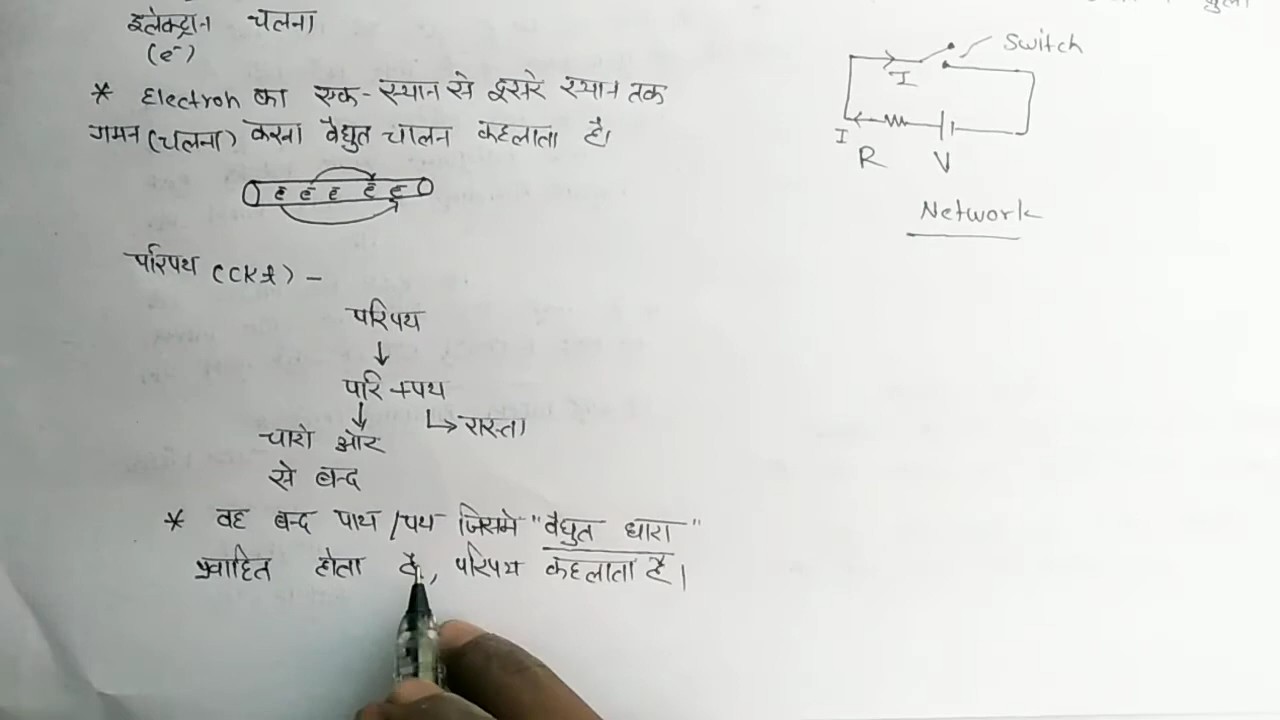 इलेक्ट्रान चलना
(e⁻)
* Electron का एक-स्थान से दूसरे स्थान तक
गमन (चलना) करना वैद्युत चालन कहलाता है।
e e e e e
परिपथ (CKt) -
परिपथ
↓
परि + पथ
↓ ↳ रास्ता
चारो ओर
से बन्द
* वह बन्द पाथ/पथ जिसमे "वैद्युत धारा"
प्रवाहित होता है, परिपथ कहलाता है।
Switch
I
I
R V
Network